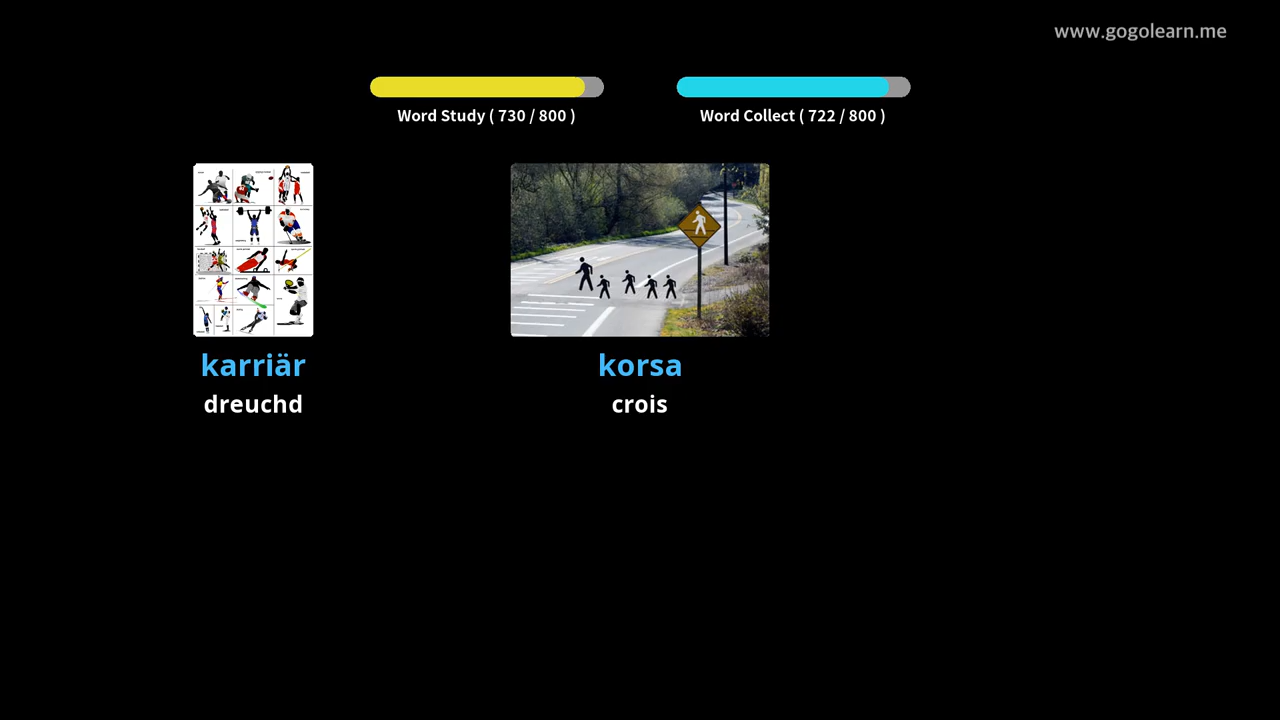 www.gogolearn.me
Word Study ( 730 / 800 )
Word Collect ( 722 / 800 )
karriär
korsa
dreuchd
crois